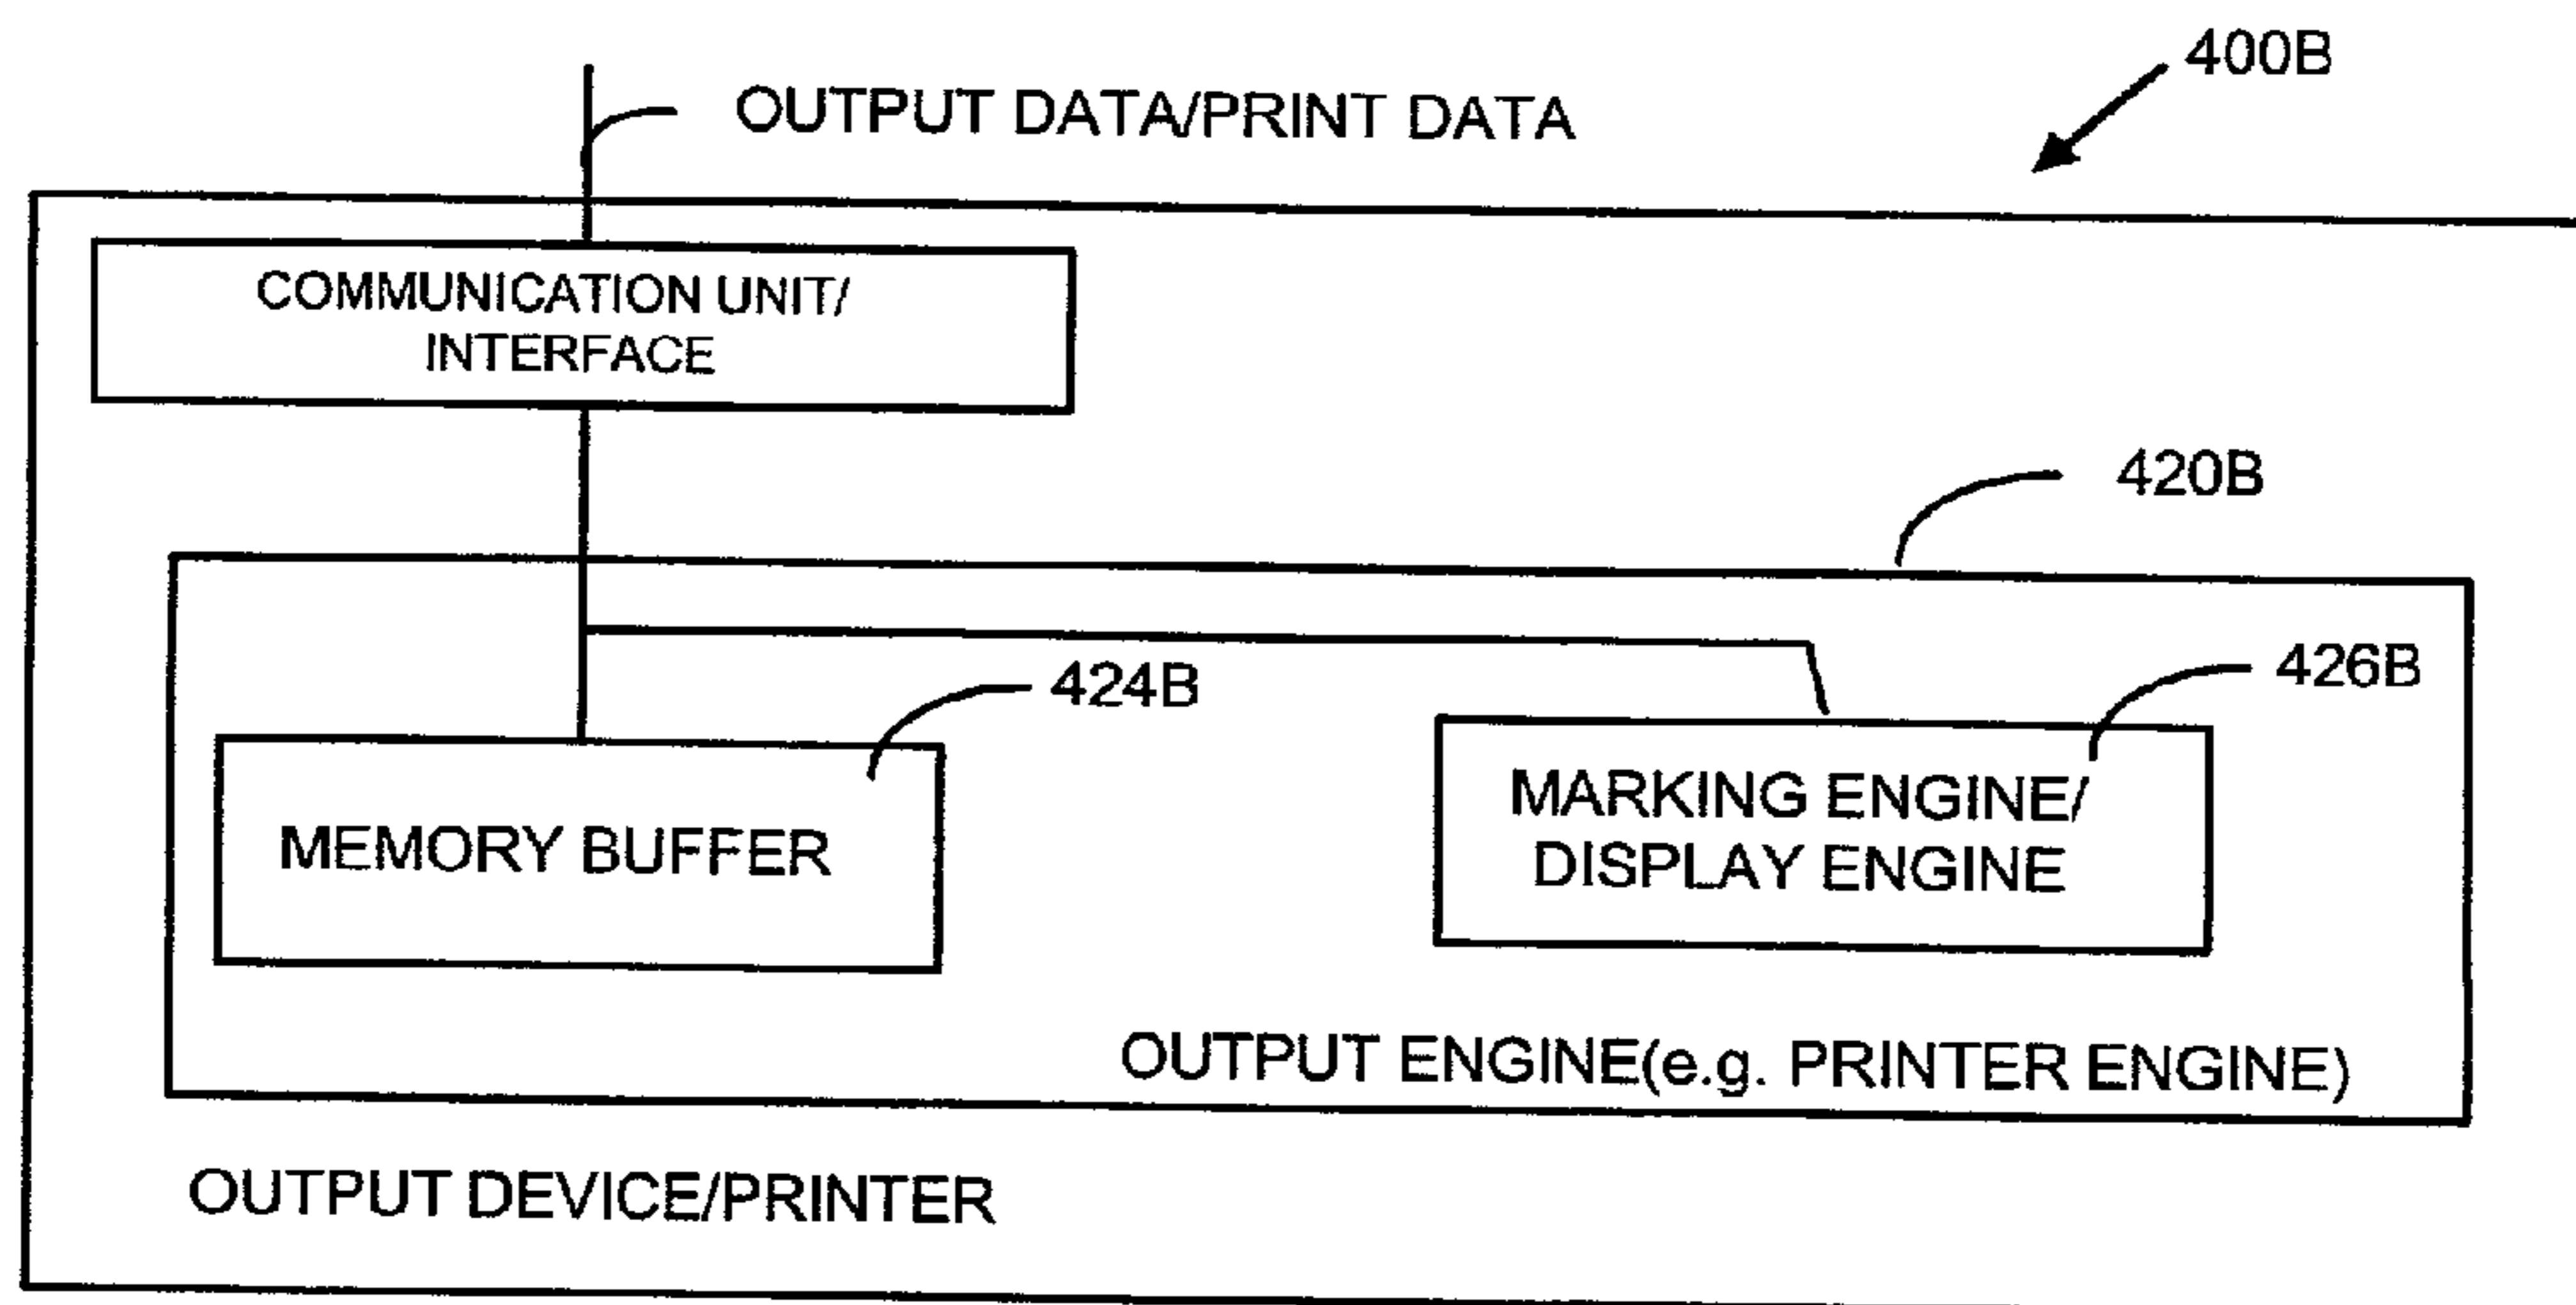 400B
OUTPUT DATA/PRINT DATA
COMMUNICATION UNIT/
INTERFACE
420B
424B
426B
MEMORY BUFFER
MARKING ENGINE/
DISPLAY ENGINE
OUTPUT ENGINE(e.g. PRINTER ENGINE)
OUTPUT DEVICE/PRINTER